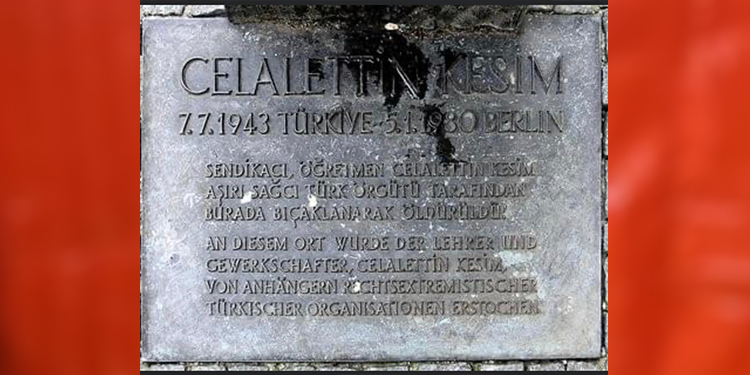 CELALETTİN KESİM
7.7.1943 TÜRKİYE-5.1.1980 BERLİN
SENDİKACI, ÖĞRETMEN CELALETTİN KESİM
AŞIRI SAĞCI TÜRK ÖRGÜTÜ TARAFINDAN
BURADA BIÇAKLANARAK ÖLDÜRÜLDÜ.
AN DIESEM ORT WURDE DER LEHRER UND
GEWERKSCHAFTER, CELALETTİN KESİM,
VON ANHÄNGERN RECHTSEXTREMISTISCHER
TÜRKISCHER ORGANISATIONEN ERSTOCHEN.